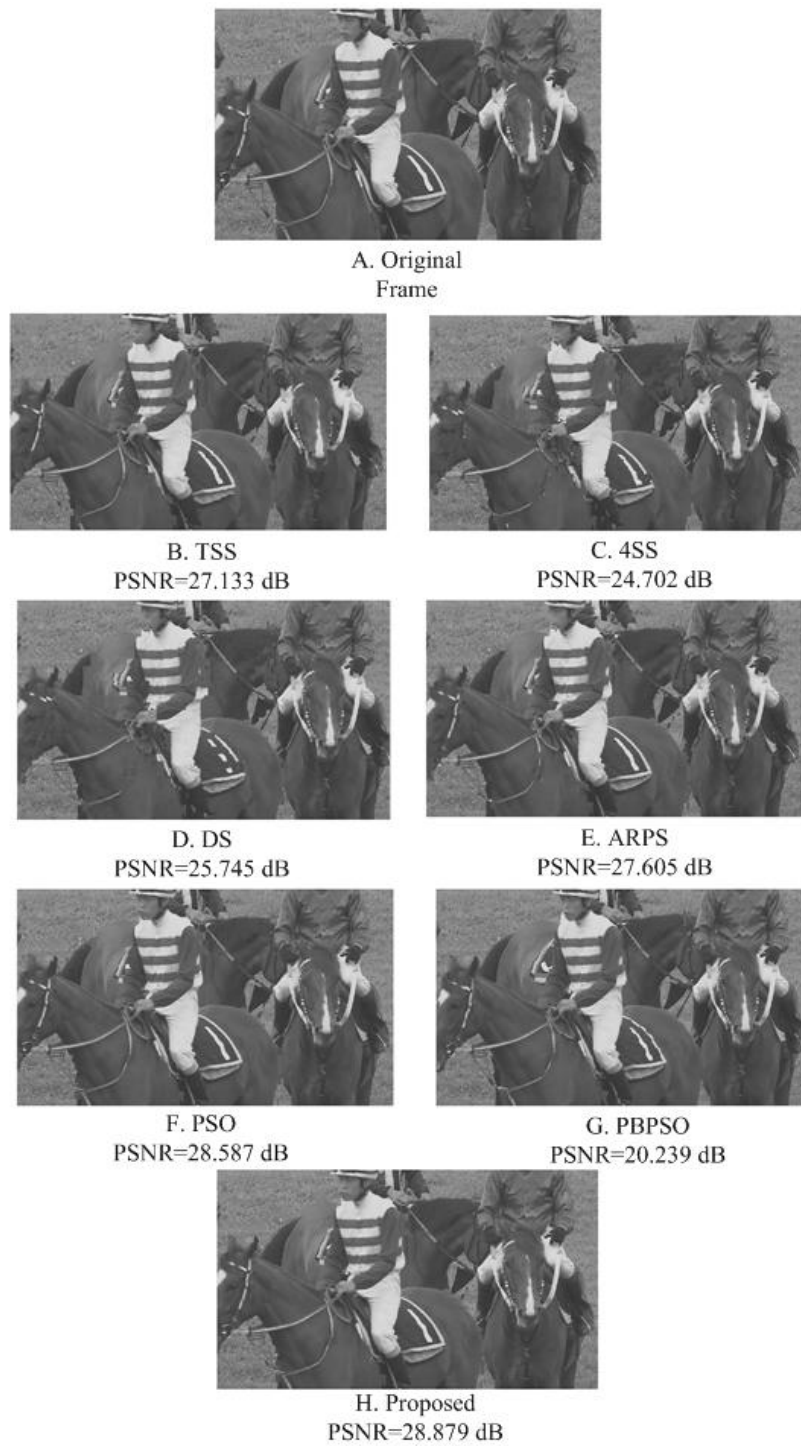 A. Original
Frame
B. TSS
PSNR=27.133 dB
C. 4SS
PSNR=24.702 dB
D. DS
PSNR=25.745 dB
E. ARPS
PSNR=27.605 dB
F. PSO
PSNR=28.587 dB
G. PBPSO
PSNR=20.239 dB
H. Proposed
PSNR=28.879 dB